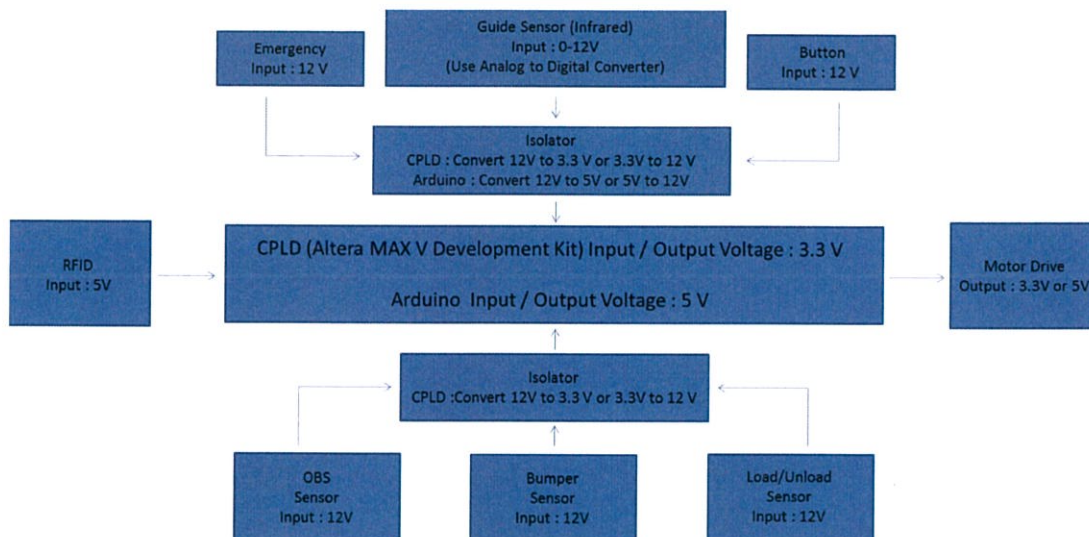 Emergency
Input : 12 V
Guide Sensor (Infrared)
Input : 0-12V
(Use Analog to Digital Converter)
Button
Input : 12 V
Isolator
CPLD : Convert 12V to 3.3 V or 3.3V to 12 V
Arduino : Convert 12V to 5V or 5V to 12V
RFID
Input : 5V
CPLD (Altera MAX V Development Kit) Input / Output Voltage : 3.3 V
Arduino Input / Output Voltage : 5 V
Motor Drive
Output : 3.3V or 5V
Isolator
CPLD :Convert 12V to 3.3 V or 3.3V to 12 V
OBS
Sensor
Input : 12V
Bumper
Sensor
Input : 12V
Load/Unload
Sensor
Input : 12V